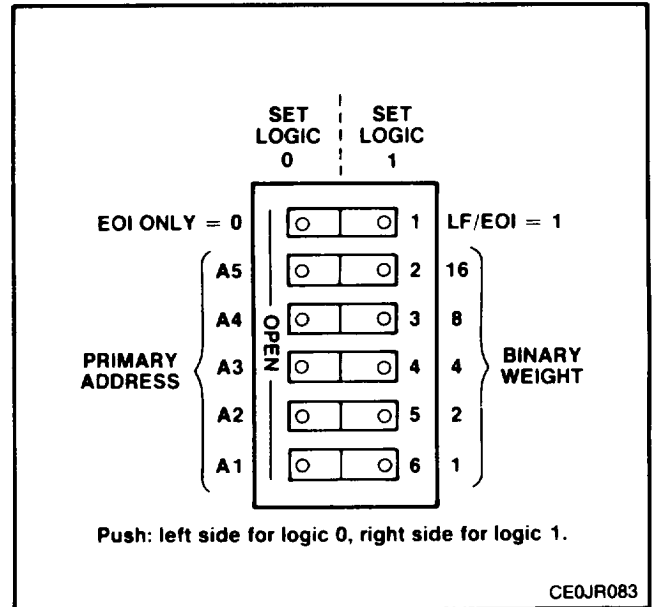 SET SET
LOGIC LOGIC
0 1
EOI ONLY = 0 1 LF/EOI = 1
A5 2 16
A4 3 8
OPEN
PRIMARY ADDRESS
A3 4 4
BINARY WEIGHT
A2 5 2
A1 6 1
Push: left side for logic 0, right side for logic 1.
CE0JR083